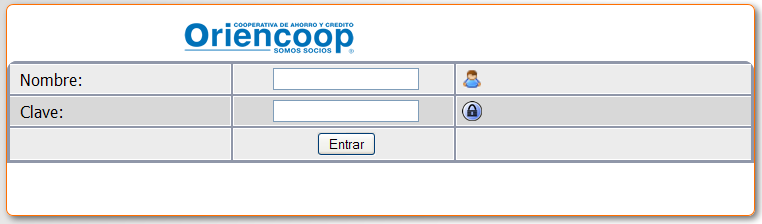 COOPERATIVA DE AHORRO Y CREDITO
Oriencoop
SOMOS SOCIOS ®
Nombre:
Clave:
Entrar